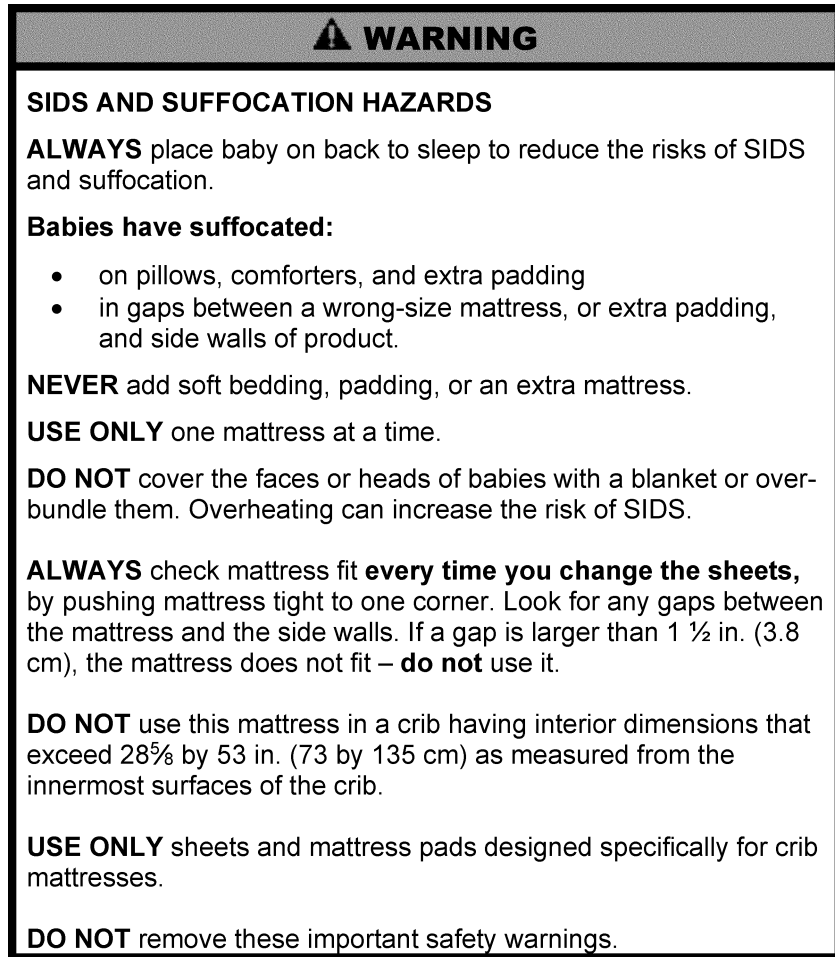 ⚠ WARNING
SIDS AND SUFFOCATION HAZARDS
ALWAYS place baby on back to sleep to reduce the risks of SIDS
and suffocation.
Babies have suffocated:
• on pillows, comforters, and extra padding
• in gaps between a wrong-size mattress, or extra padding,
and side walls of product.
NEVER add soft bedding, padding, or an extra mattress.
USE ONLY one mattress at a time.
DO NOT cover the faces or heads of babies with a blanket or over-
bundle them. Overheating can increase the risk of SIDS.
ALWAYS check mattress fit every time you change the sheets,
by pushing mattress tight to one corner. Look for any gaps between
the mattress and the side walls. If a gap is larger than 1 ½ in. (3.8
cm), the mattress does not fit – do not use it.
DO NOT use this mattress in a crib having interior dimensions that
exceed 28⅝ by 53 in. (73 by 135 cm) as measured from the
innermost surfaces of the crib.
USE ONLY sheets and mattress pads designed specifically for crib
mattresses.
DO NOT remove these important safety warnings.